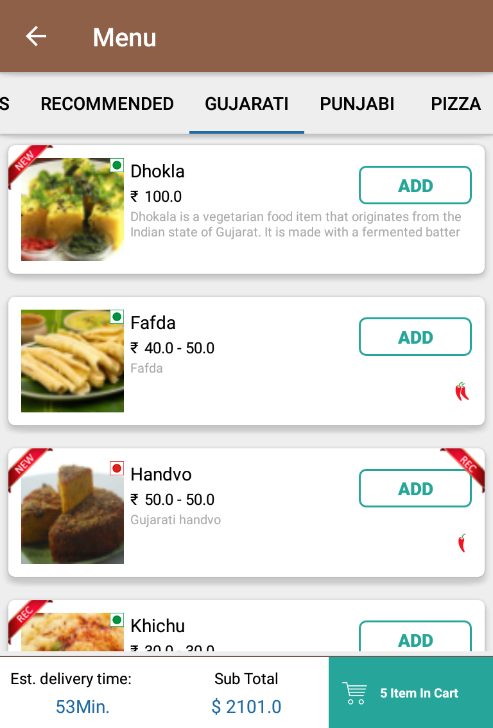 Menu
S RECOMMENDED GUJARATI PUNJABI PIZZA
NEW
Dhokla
₹ 100.0
ADD
Dhokala is a vegetarian food item that originates from the
Indian state of Gujarat. It is made with a fermented batter
Fafda
₹ 40.0 - 50.0
ADD
Fafda
NEW
REC
Handvo
₹ 50.0 - 50.0
ADD
Gujarati handvo
REC
Khichu
₹ 30.0 - 30.0
ADD
Est. delivery time:
53Min.
Sub Total
$ 2101.0
5 Item In Cart